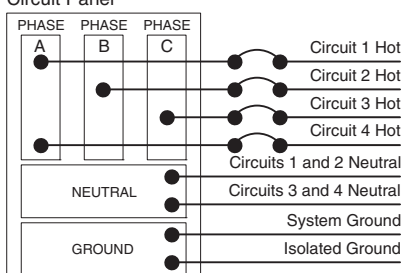 Circuit Panel
PHASE PHASE PHASE
A B C
Circuit 1 Hot
Circuit 2 Hot
Circuit 3 Hot
Circuit 4 Hot
Circuits 1 and 2 Neutral
NEUTRAL
Circuits 3 and 4 Neutral
System Ground
GROUND
Isolated Ground